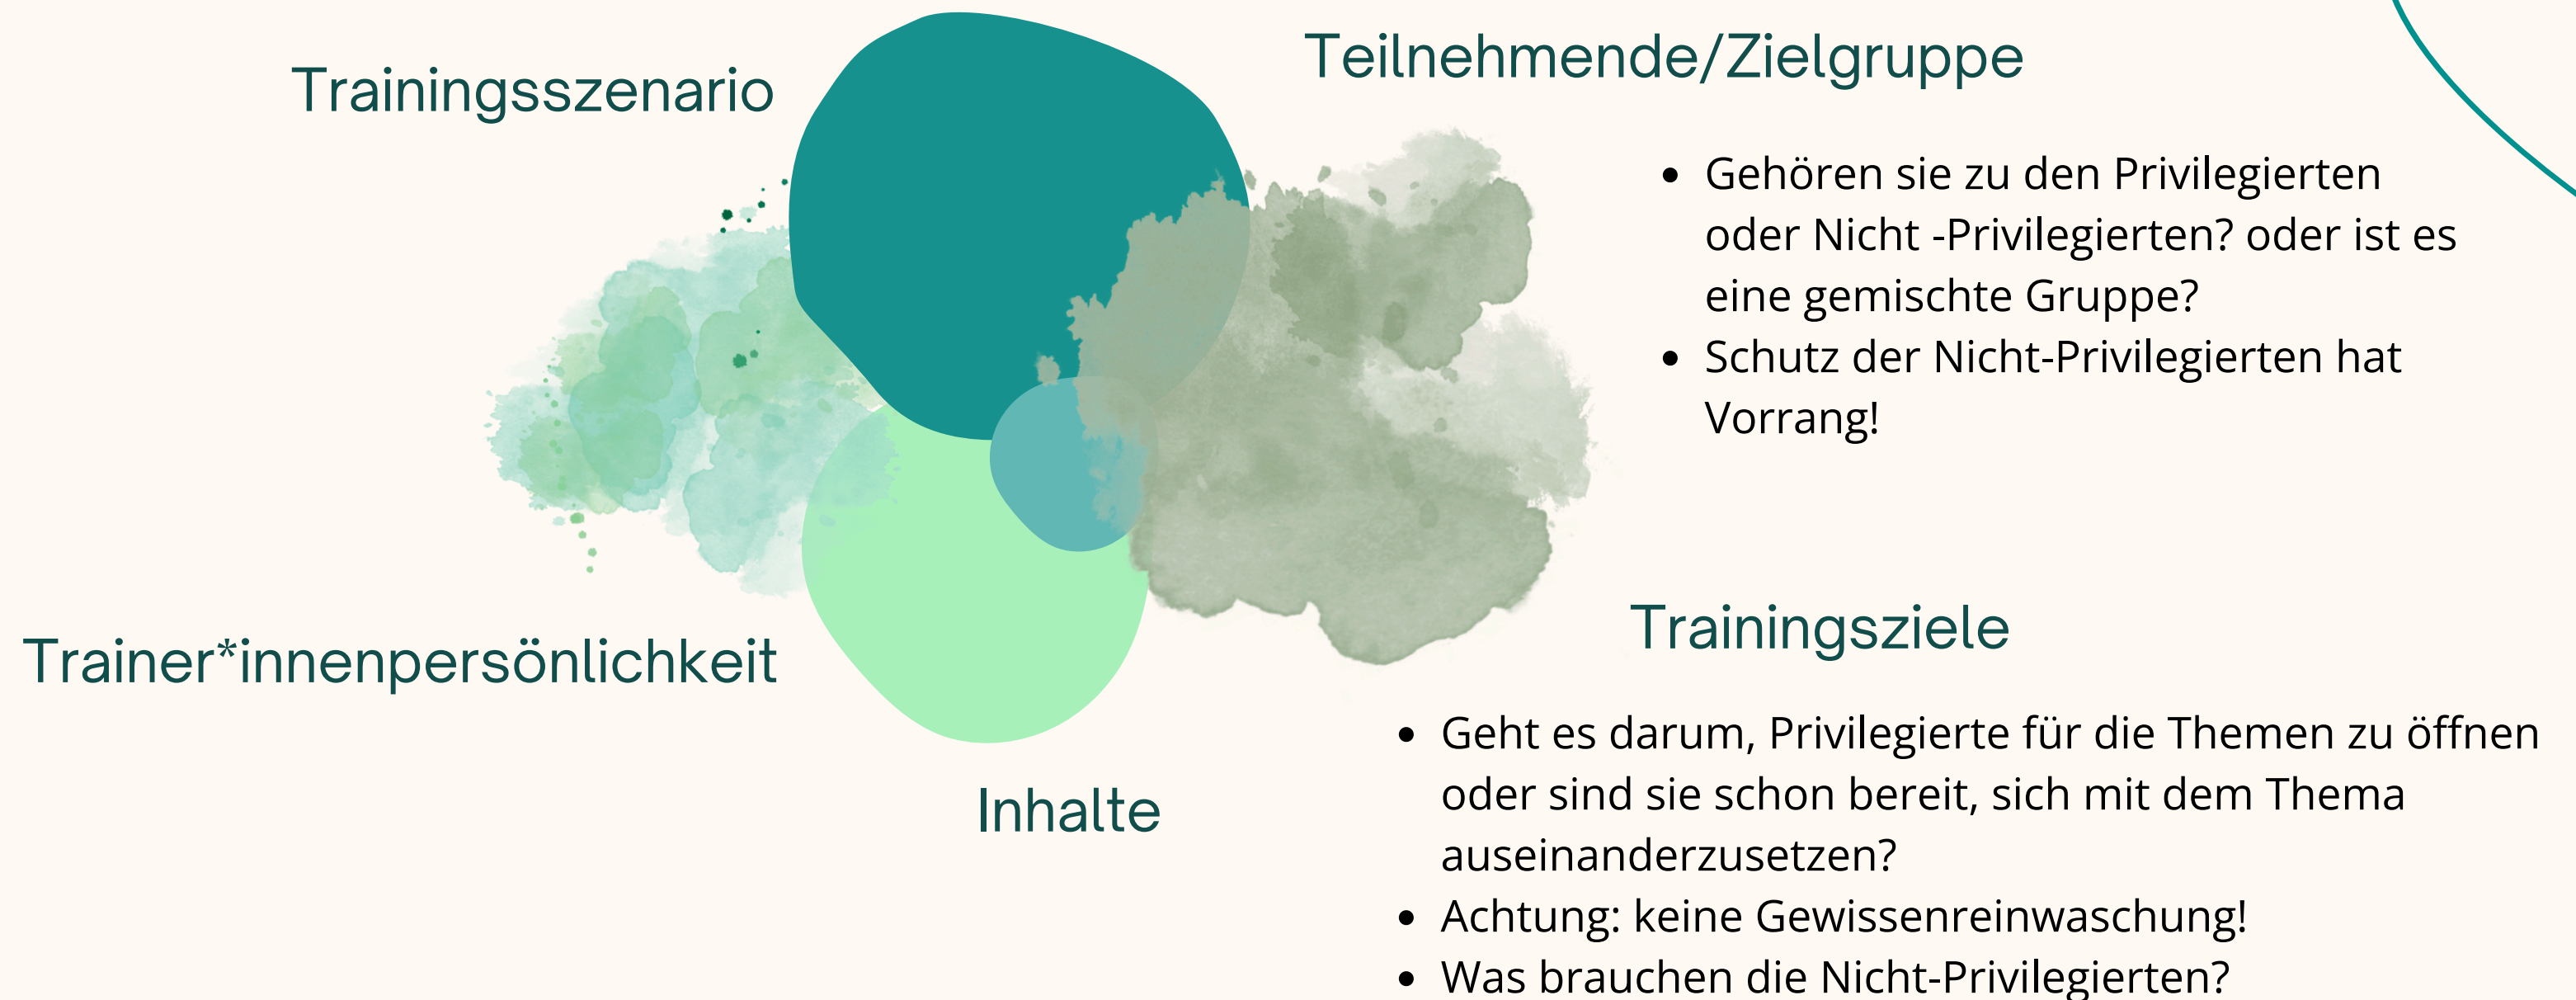 Trainingsszenario
Teilnehmende/Zielgruppe
• Gehören sie zu den Privilegierten
oder Nicht -Privilegierten? oder ist es
eine gemischte Gruppe?
• Schutz der Nicht-Privilegierten hat
Vorrang!
Trainer*innenpersönlichkeit
Inhalte
Trainingsziele
• Geht es darum, Privilegierte für die Themen zu öffnen
oder sind sie schon bereit, sich mit dem Thema
auseinanderzusetzen?
• Achtung: keine Gewissenreinwaschung!
• Was brauchen die Nicht-Privilegierten?